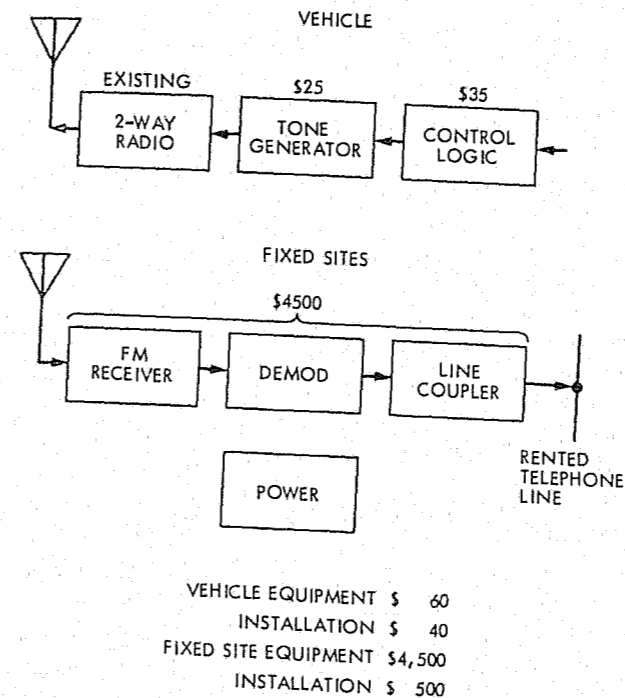 VEHICLE
EXISTING
$25
$35
2-WAY
RADIO
TONE
GENERATOR
CONTROL
LOGIC
FIXED SITES
$4500
FM
RECEIVER
DEMOD
LINE
COUPLER
RENTED
TELEPHONE
LINE
POWER
VEHICLE EQUIPMENT $ 60
INSTALLATION $ 40
FIXED SITE EQUIPMENT $4,500
INSTALLATION $ 500